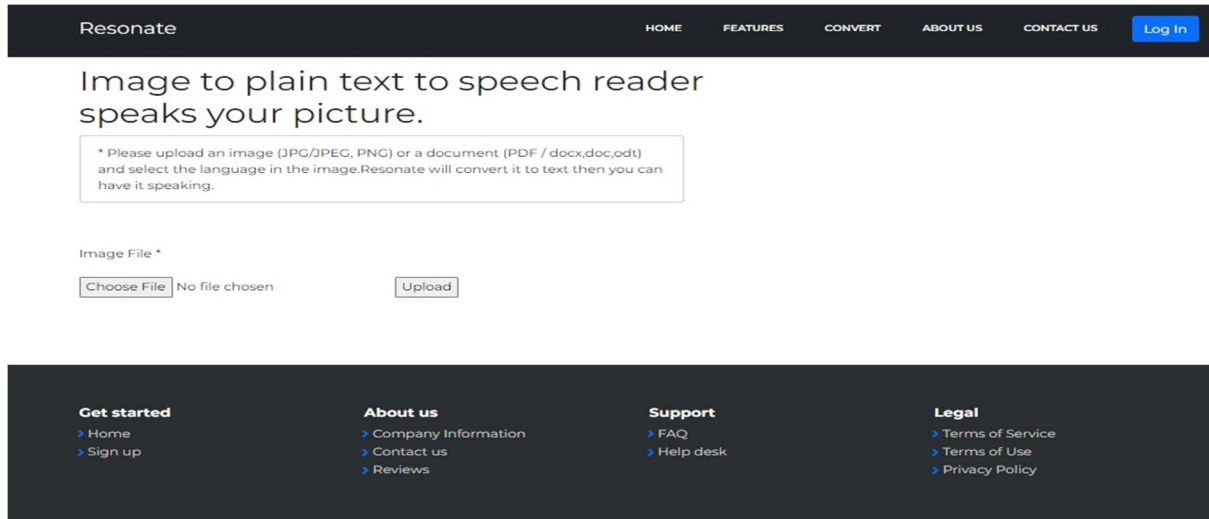 Resonate HOME FEATURES CONVERT ABOUT US CONTACT US Log In
Image to plain text to speech reader
speaks your picture.
* Please upload an image (JPG/JPEG, PNG) or a document (PDF / docx,doc,odt)
and select the language in the image.Resonate will convert it to text then you can
have it speaking.
Image File *
Choose File No file chosen Upload
Get started
> Home
> Sign up
About us
> Company Information
> Contact us
> Reviews
Support
> FAQ
> Help desk
Legal
> Terms of Service
> Terms of Use
> Privacy Policy